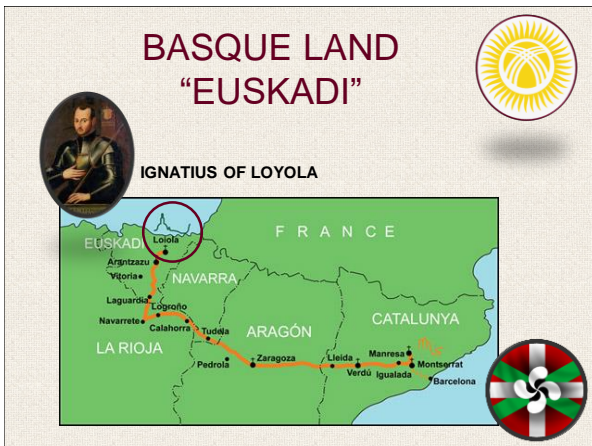 BASQUE LAND
“EUSKADI”
IGNATIUS OF LOYOLA
FRANCE
EUSKADI
Loiola
Arantzazu
Vitoria
NAVARRA
Laguardia
Logroño
Navarrete
Calahorra
Tudela
CATALUNYA
ARAGÓN
LA RIOJA
Pedrola
Zaragoza
Lleida
Manresa
Verdú
Igualada
Montserrat
Barcelona